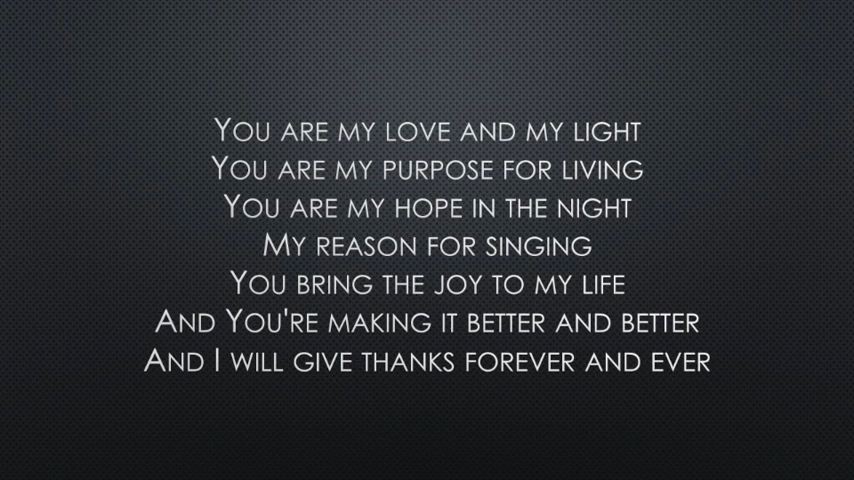 You are my love and my light
You are my purpose for living
You are my hope in the night
My reason for singing
You bring the joy to my life
And You're making it better and better
And I will give thanks forever and ever